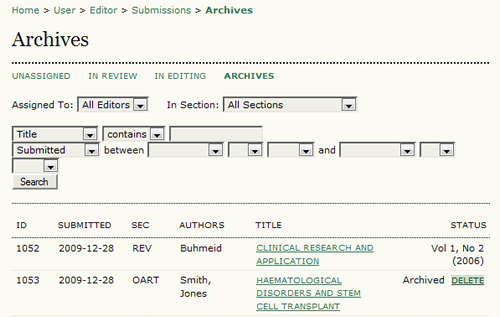 Home > User > Editor > Submissions > Archives
Archives
UNASSIGNED IN REVIEW IN EDITING ARCHIVES
Assigned To: All Editors In Section: All Sections
Title contains
Submitted between and
Search
ID SUBMITTED SEC AUTHORS TITLE STATUS
1052 2009-12-28 REV Buhmeid CLINICAL RESEARCH AND Vol 1, No 2
APPLICATION (2006)
1053 2009-12-28 OART Smith, HAEMATOLOGICAL Archived DELETE
Jones DISORDERS AND STEM
CELL TRANSPLANT